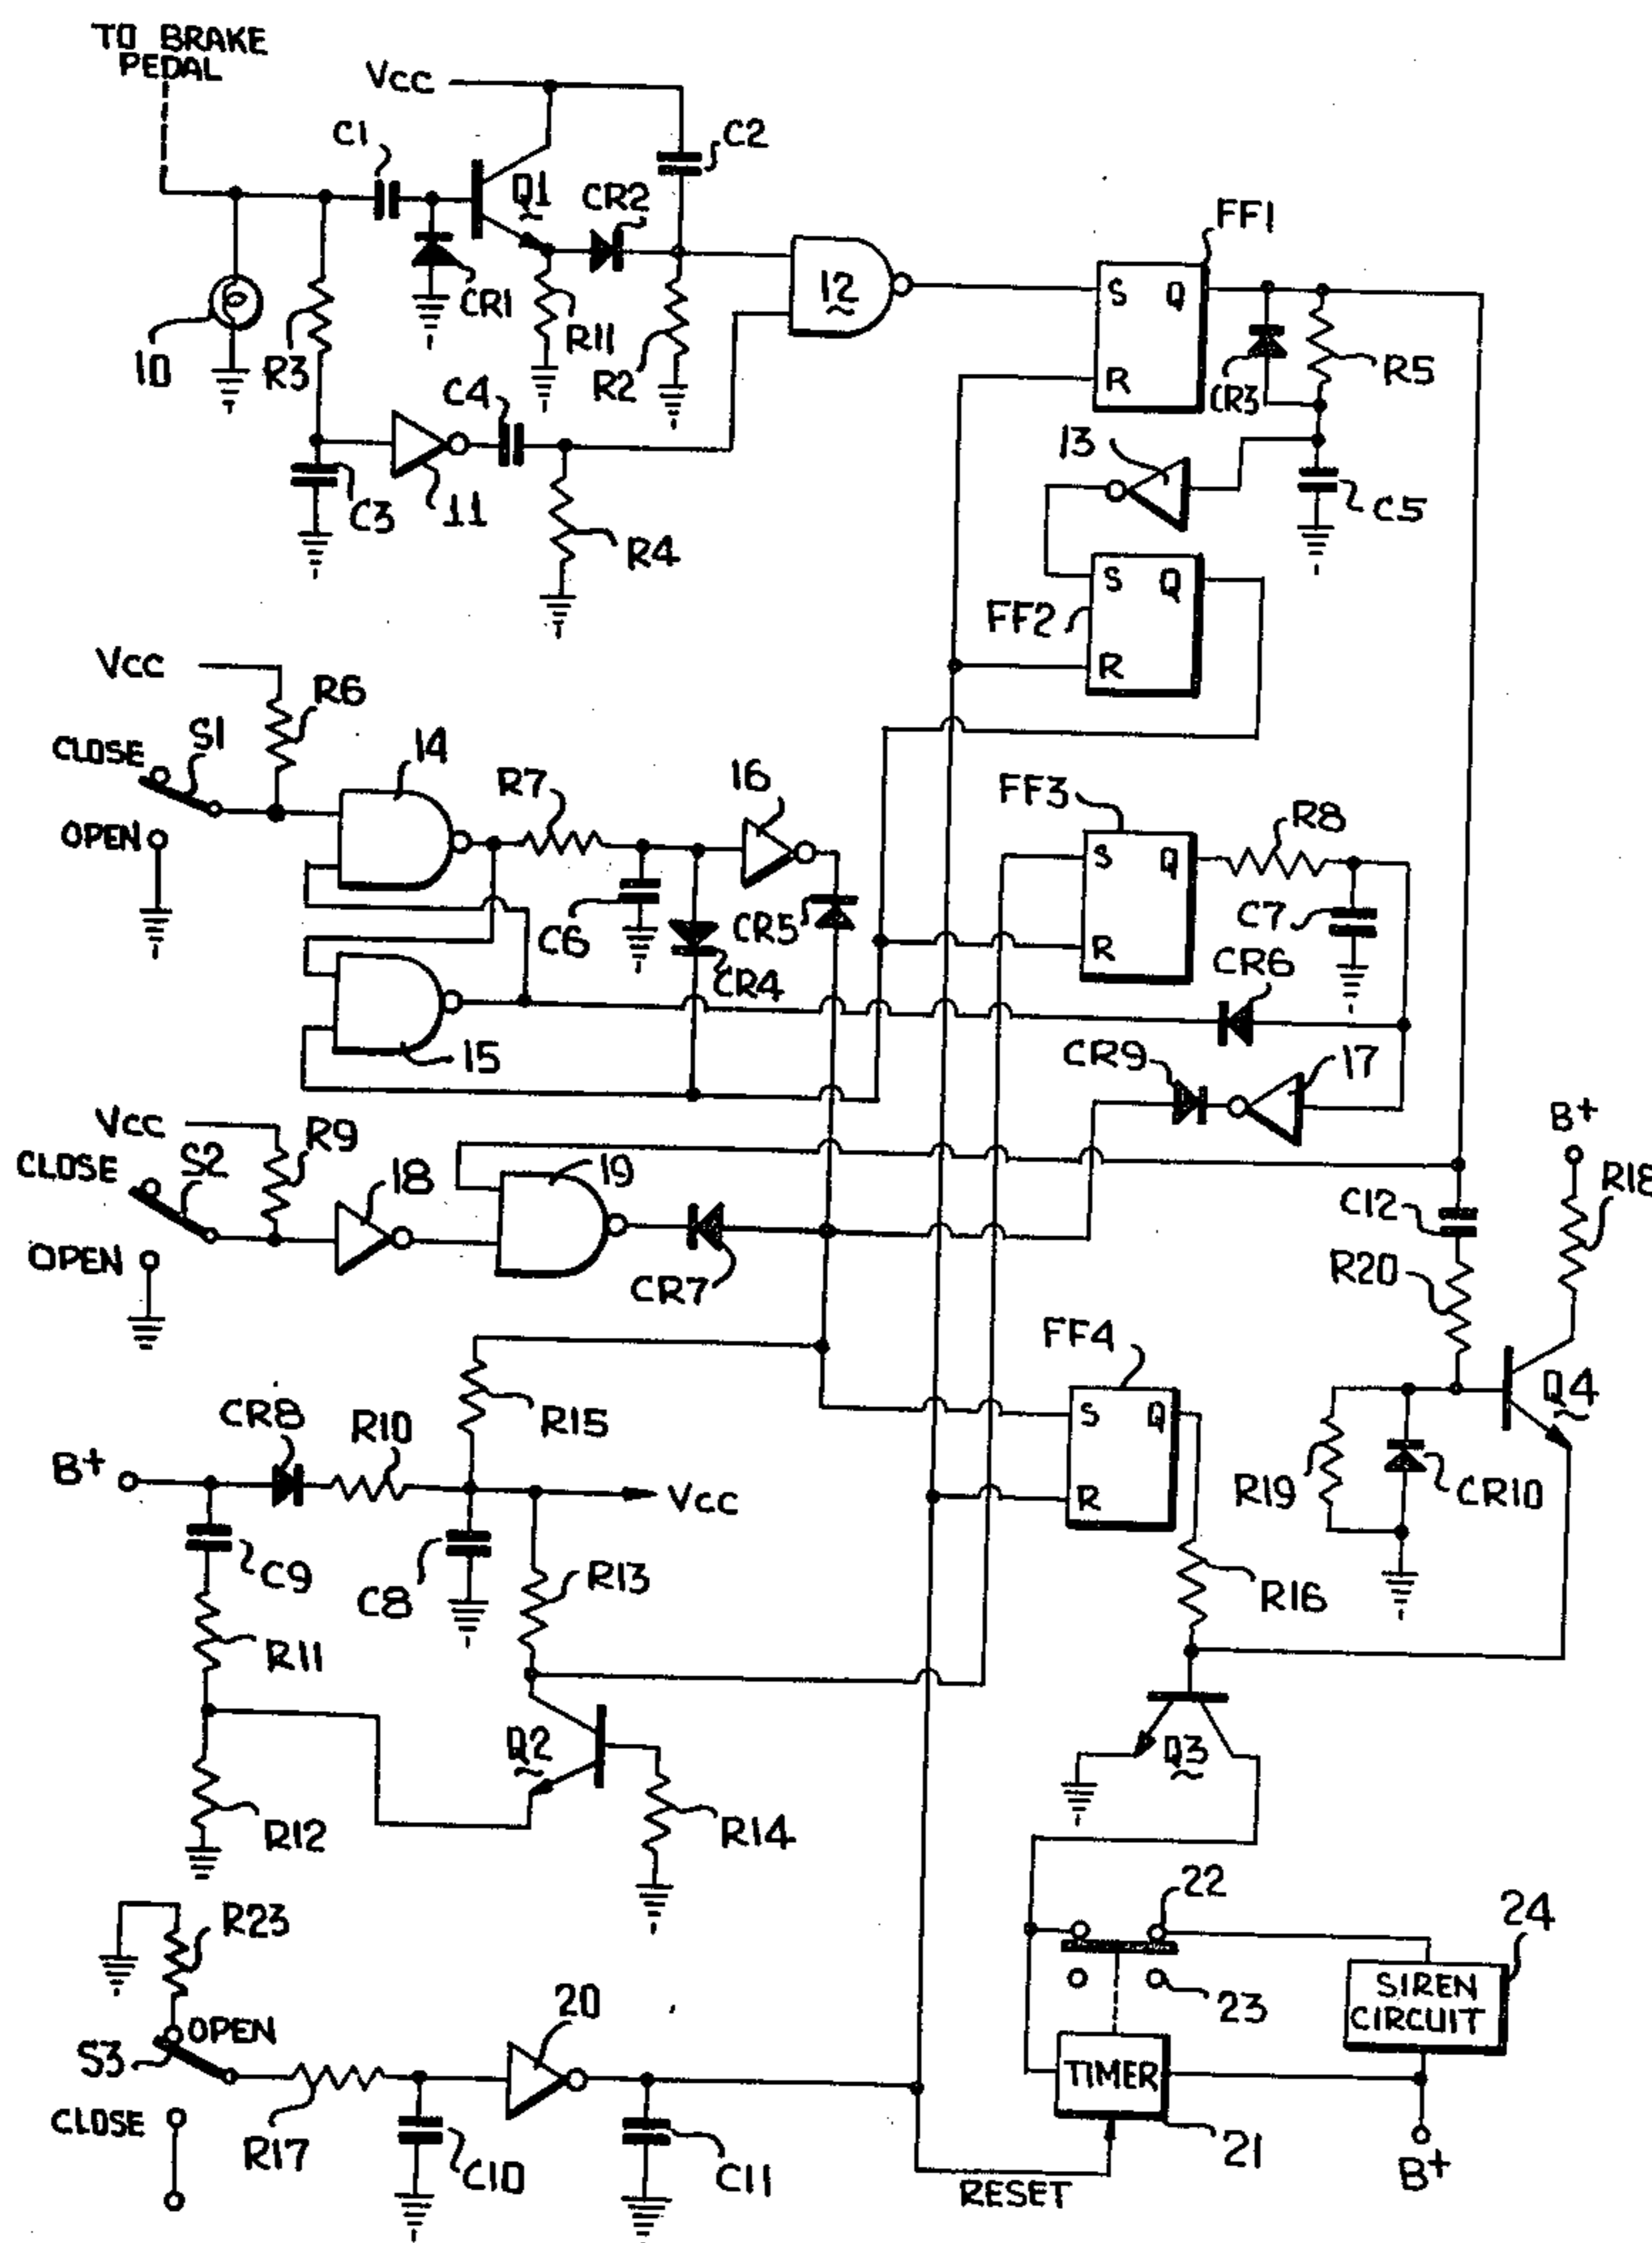 TO BRAKE
PEDAL
Vcc
C1
C2
Q1
CR2
CR1
R11
R2
10
R3
12
FF1
S
Q
R
CR3
R5
C4
C3
11
R4
13
C5
S
Q
FF2
R
Vcc
R6
S1
CLOSE
OPEN
14
R7
16
C6
CR5
CR4
15
FF3
S
Q
R
R8
C7
CR6
CR9
17
Vcc
R9
CLOSE
S2
OPEN
18
19
CR7
B+
R18
C12
R20
Q4
R19
CR10
FF4
S
Q
R
R16
R15
CR8
R10
B+
Vcc
C9
C8
R13
R11
Q2
R12
R14
Q3
R23
OPEN
S3
CLOSE
R17
C10
20
C11
22
23
24
SIREN
CIRCUIT
TIMER
21
B+
RESET